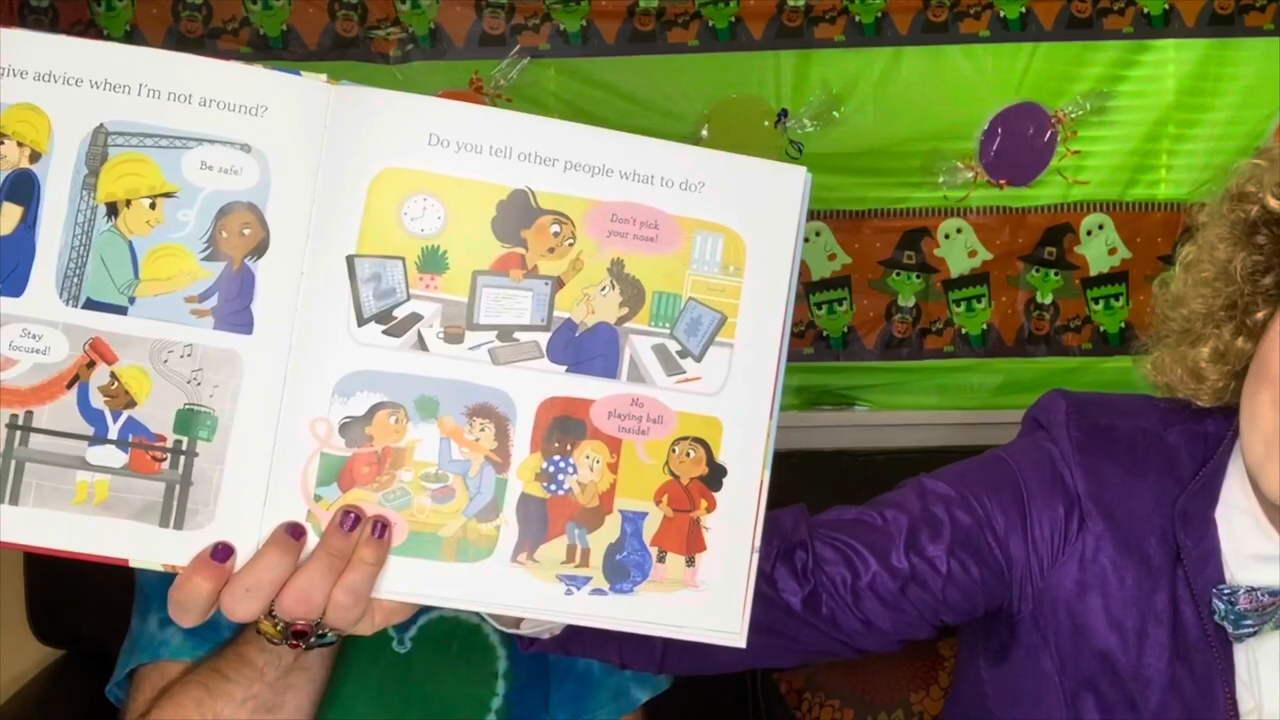 give advice when I'm not around?
Be safe!
Stay
focused!
Do you tell other people what to do?
Don't pick
your nose!
No
playing ball
inside!